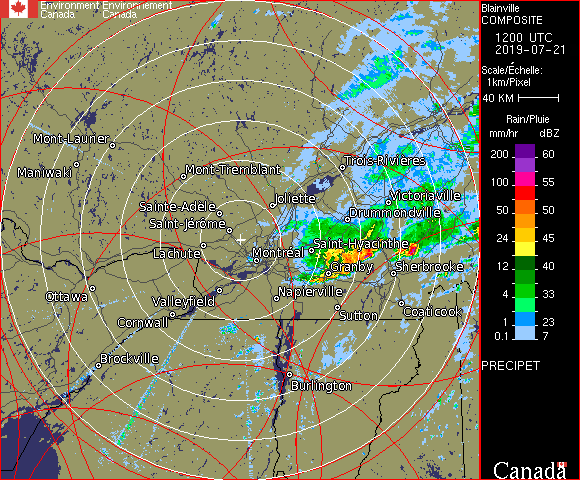 Environment Environnement
Canada Canada
Blainville
COMPOSITE
1200 UTC
2019-07-21
Scale/Échelle:
1km/Pixel
40 KM
Rain/Pluie
mm/hr dBZ
200 60
100 55
50 50
24 45
12 40
4 33
1 23
0.1 7
PRECIPET
Canada
Mont-Laurier
Maniwaki
Mont-Tremblant
Trois-Rivières
Joliette
Victoriaville
Sainte-Adèle
Drummondville
Saint-Jérôme
Saint-Hyacinthe
Lachute
Montréal
Granby
Sherbrooke
Ottawa
Valleyfield
Napierville
Cornwall
Sutton
Coaticook
Brockville
Burlington